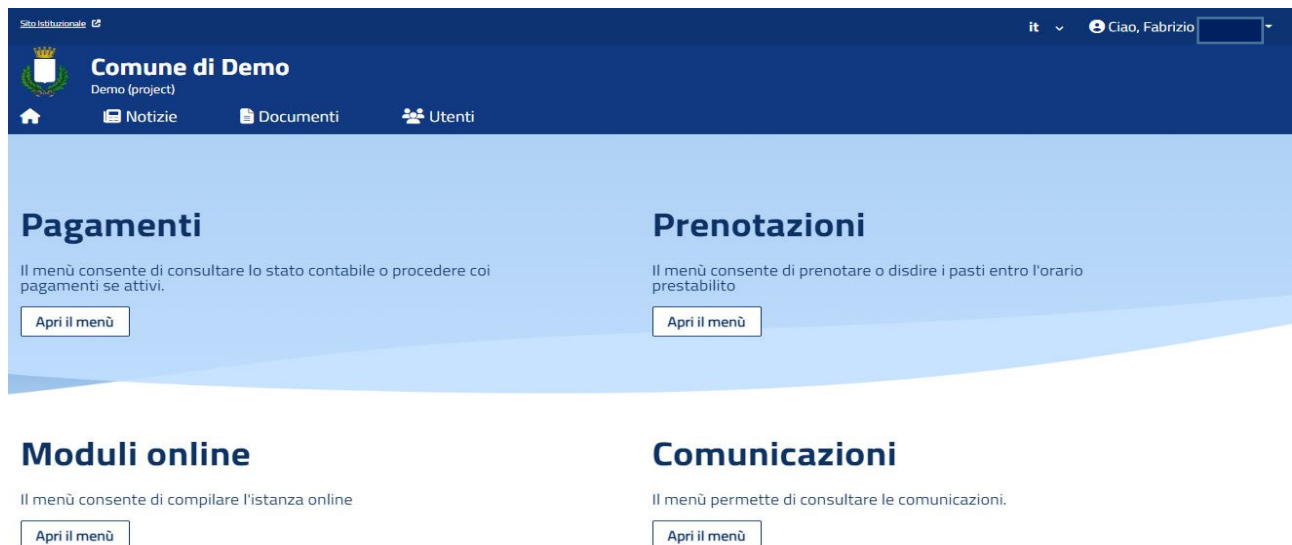 Sito Istituzionale
it
Ciao, Fabrizio
Comune di Demo
Demo (project)
Notizie
Documenti
Utenti
Pagamenti
Il menù consente di consultare lo stato contabile o procedere coi
pagamenti se attivi.
Apri il menù
Prenotazioni
Il menù consente di prenotare o disdire i pasti entro l'orario
prestabilito
Apri il menù
Moduli online
Il menù consente di compilare l'istanza online
Apri il menù
Comunicazioni
Il menù permette di consultare le comunicazioni.
Apri il menù